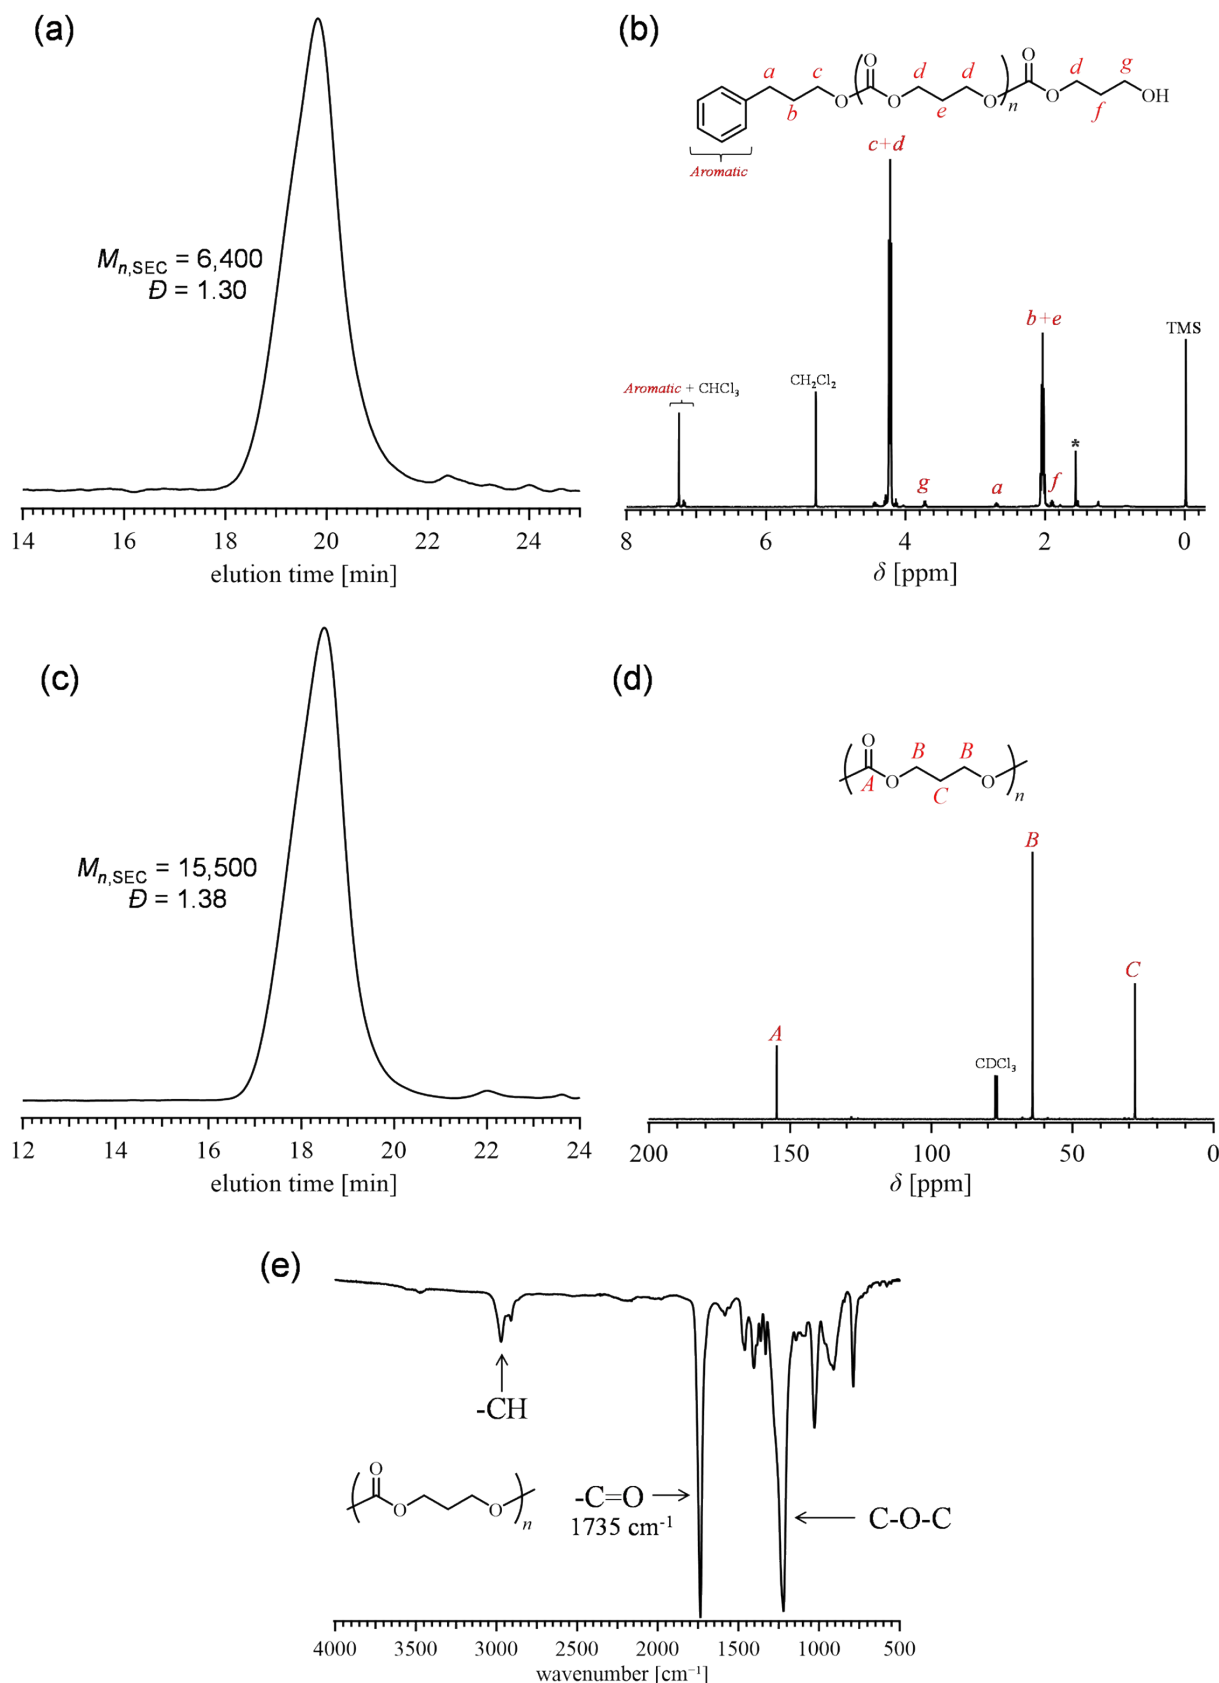 (a)
Mn,SEC = 6,400
Đ = 1.30
14 16 18 20 22 24
elution time [min]
(b)
a c d d O d g
O O O O n O OH
b e f
Aromatic
c+d
Aromatic + CHCl3
CH2Cl2
b+e
TMS
g a f *
8 6 4 2 0
δ [ppm]
(c)
Mn,SEC = 15,500
Đ = 1.38
12 14 16 18 20 22 24
elution time [min]
(d)
O B B
A O C O n
A
CDCl3
B
C
200 150 100 50 0
δ [ppm]
(e)
-CH
O
O O n
-C=O
1735 cm-1
C-O-C
4000 3500 3000 2500 2000 1500 1000 500
wavenumber [cm−1]